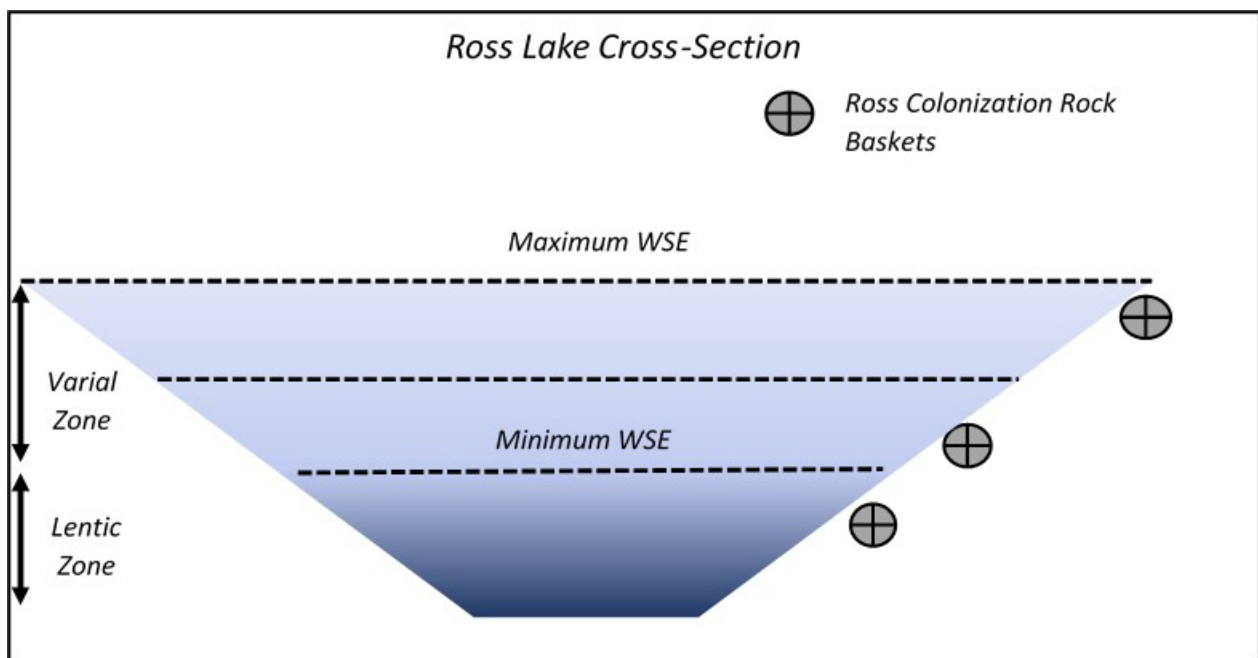 Ross Lake Cross-Section
Ross Colonization Rock
Baskets
Maximum WSE
Varial
Zone
Minimum WSE
Lentic
Zone